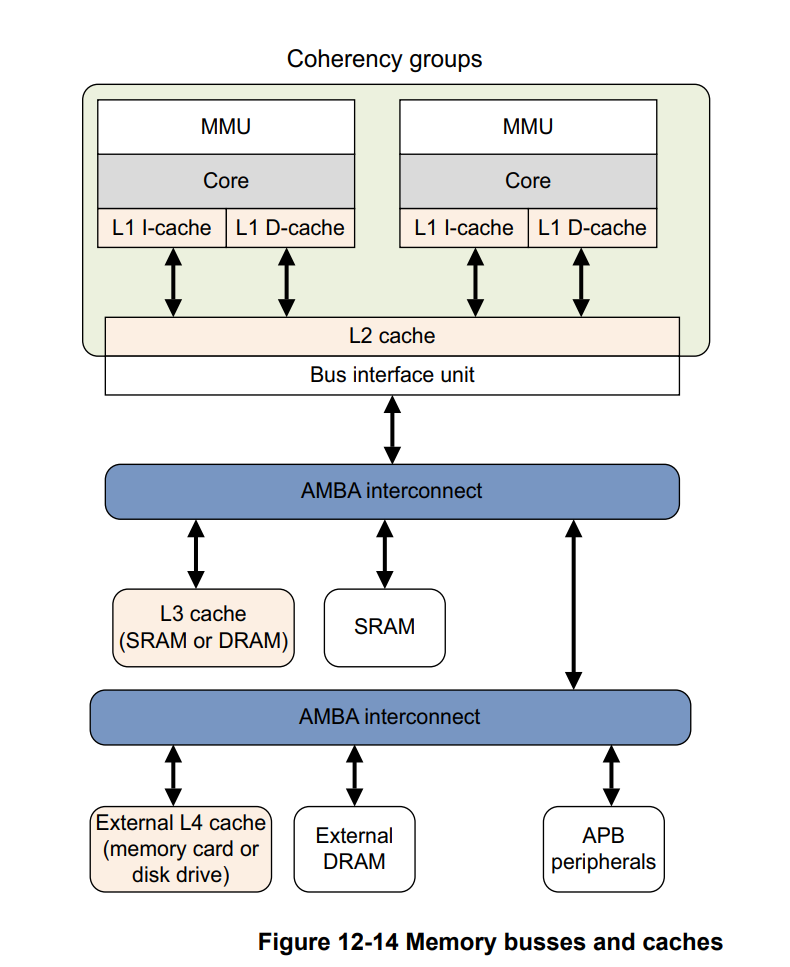 Coherency groups
MMU
MMU
Core
Core
L1 I-cache
L1 D-cache
L1 I-cache
L1 D-cache
L2 cache
Bus interface unit
AMBA interconnect
L3 cache
(SRAM or DRAM)
SRAM
AMBA interconnect
External L4 cache
(memory card or
disk drive)
External
DRAM
APB
peripherals
Figure 12-14 Memory busses and caches